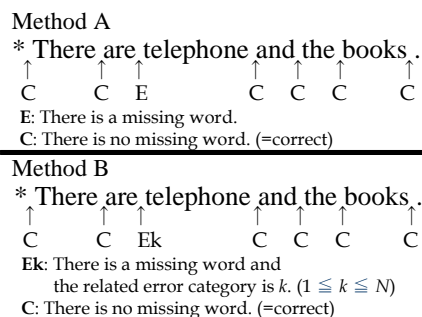 Method A
* There are telephone and the books .
↑ ↑ ↑ ↑ ↑ ↑ ↑
C C E C C C C
E: There is a missing word.
C: There is no missing word. (=correct)
Method B
* There are telephone and the books .
↑ ↑ ↑ ↑ ↑ ↑ ↑
C C Ek C C C C
Ek: There is a missing word and
the related error category is k. (1 ≦ k ≦ N)
C: There is no missing word. (=correct)